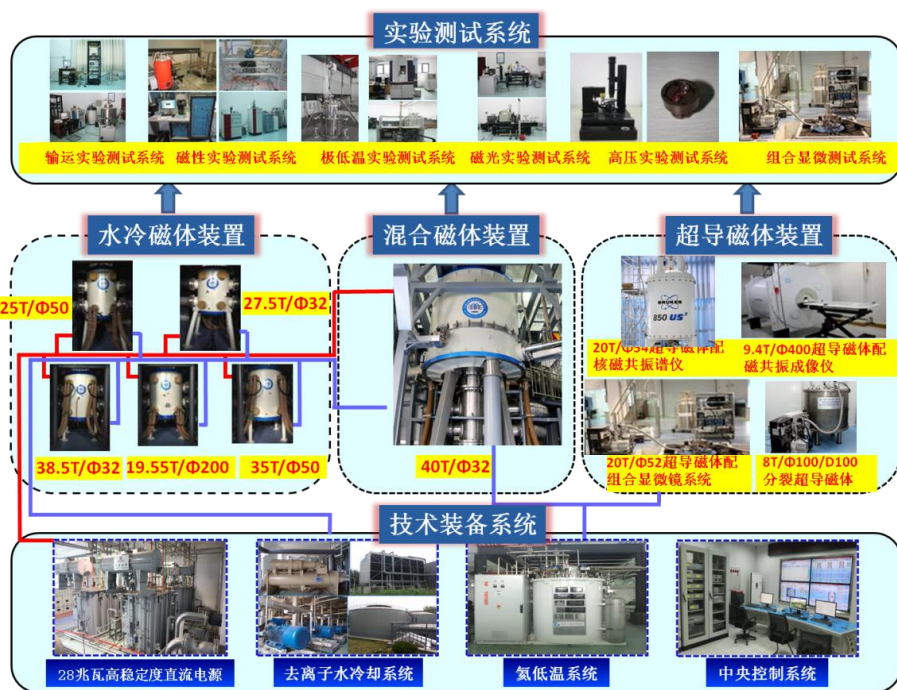 实验测试系统
输运实验测试系统
磁性实验测试系统
极低温实验测试系统
磁光实验测试系统
高压实验测试系统
组合显微测试系统
水冷磁体装置
混合磁体装置
超导磁体装置
25T/Φ50
27.5T/Φ32
38.5T/Φ32
19.55T/Φ200
35T/Φ50
40T/Φ32
BRUKER
850 US²
20T/Φ54超导磁体配
核磁共振谱仪
9.4T/Φ400超导磁体配
磁共振成像仪
20T/Φ52超导磁体配
组合显微镜系统
8T/Φ100/D100
分裂超导磁体
技术装备系统
28兆瓦高稳定度直流电源
去离子水冷却系统
氦低温系统
中央控制系统